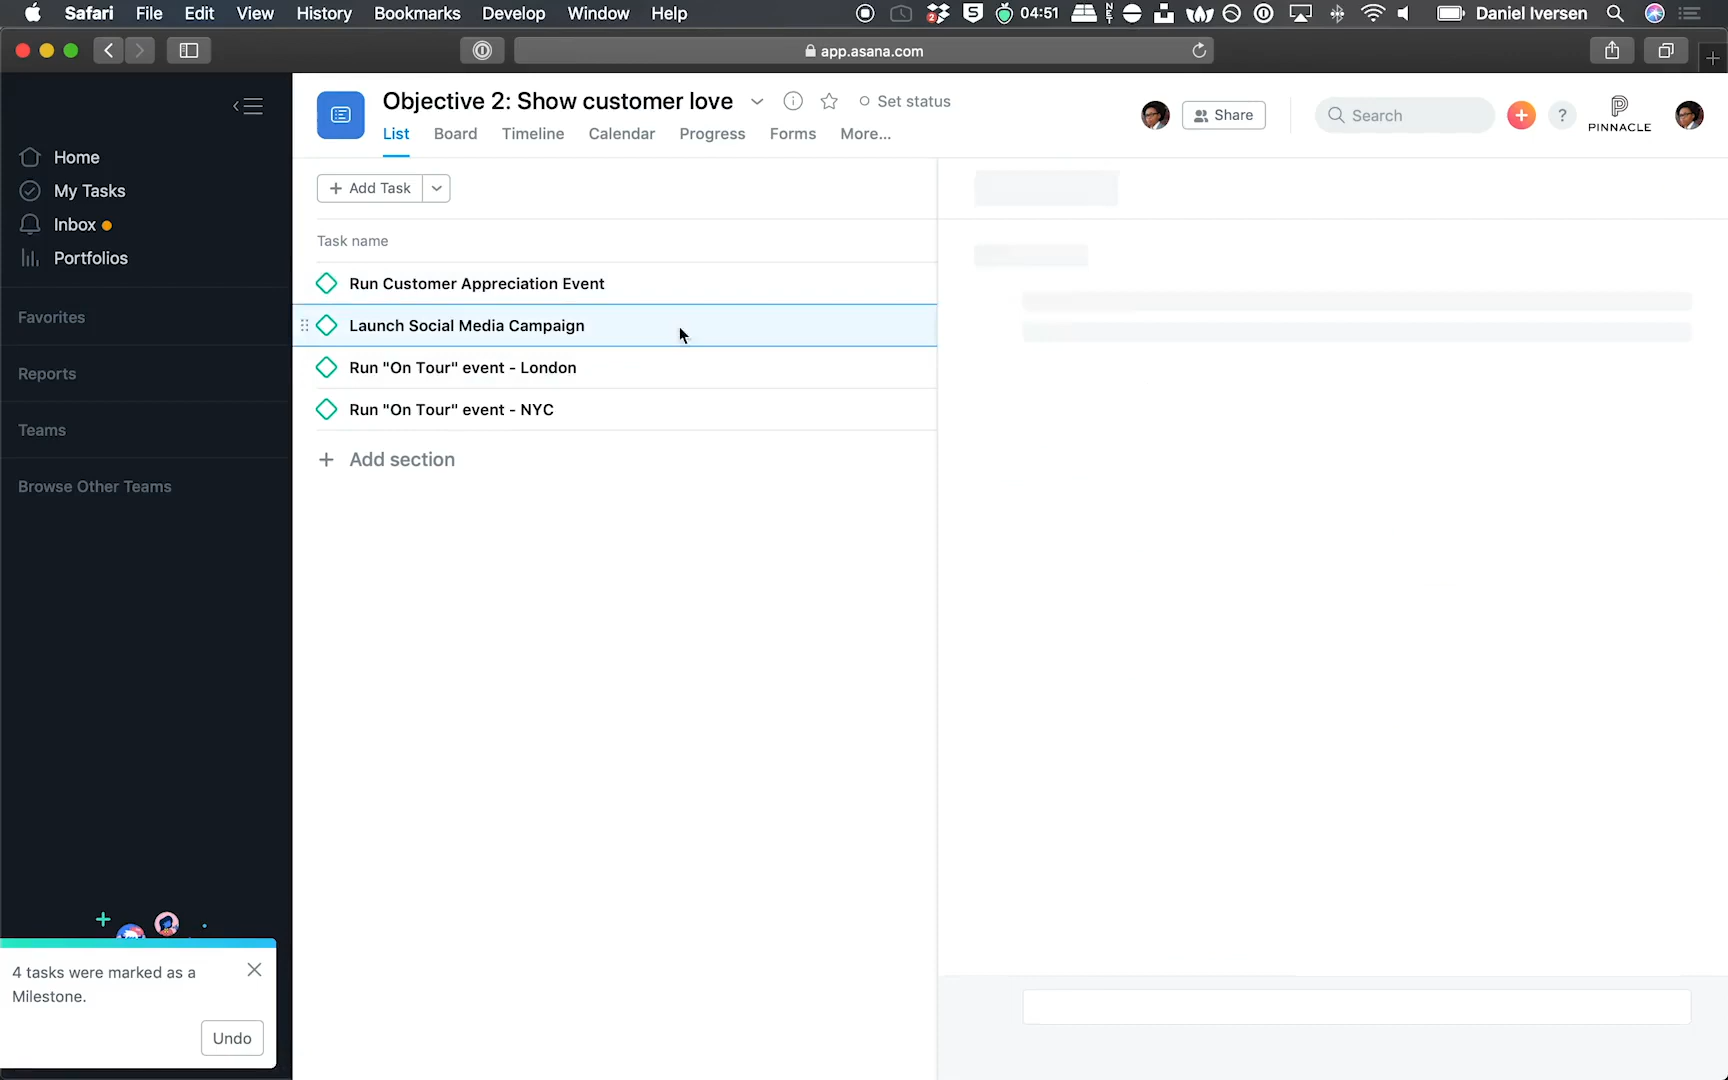 Safari File Edit View History Bookmarks Develop Window Help 04:51 Daniel Iversen
app.asana.com
Objective 2: Show customer love Set status
List Board Timeline Calendar Progress Forms More...
Share
Search
?
PINNACLE
Home
My Tasks
Inbox
Portfolios
Favorites
Reports
Teams
Browse Other Teams
+ Add Task
Task name
Run Customer Appreciation Event
Launch Social Media Campaign
Run "On Tour" event - London
Run "On Tour" event - NYC
+ Add section
4 tasks were marked as a
Milestone.
Undo